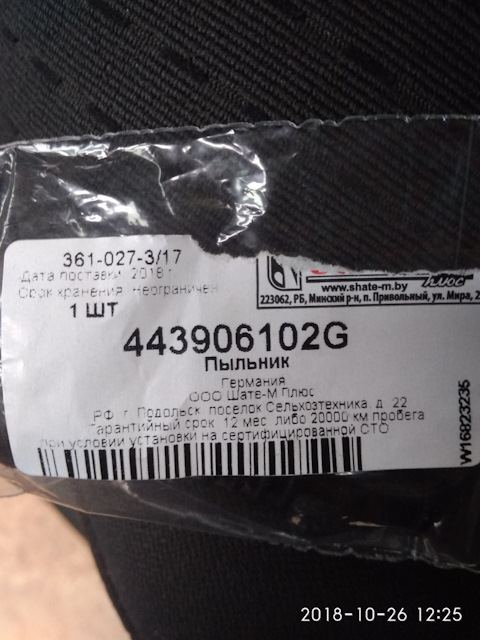 361-027-3/17
Дата поставки: 2018 г.
Срок хранения: Неограничен
1 ШТ
www.shate-m.by
ПЛЮС
223062, РБ, Минский р-н, п. Привольный, ул. Мира, 2
443906102G
Пыльник
Германия
ООО Шате-М Плюс
РФ, г. Подольск, поселок Сельхозтехника, д. 22
Гарантийный срок: 12 мес. либо 20000 км пробега
при условии установки на сертифицированной СТО
W16823235
2018-10-26 12:25